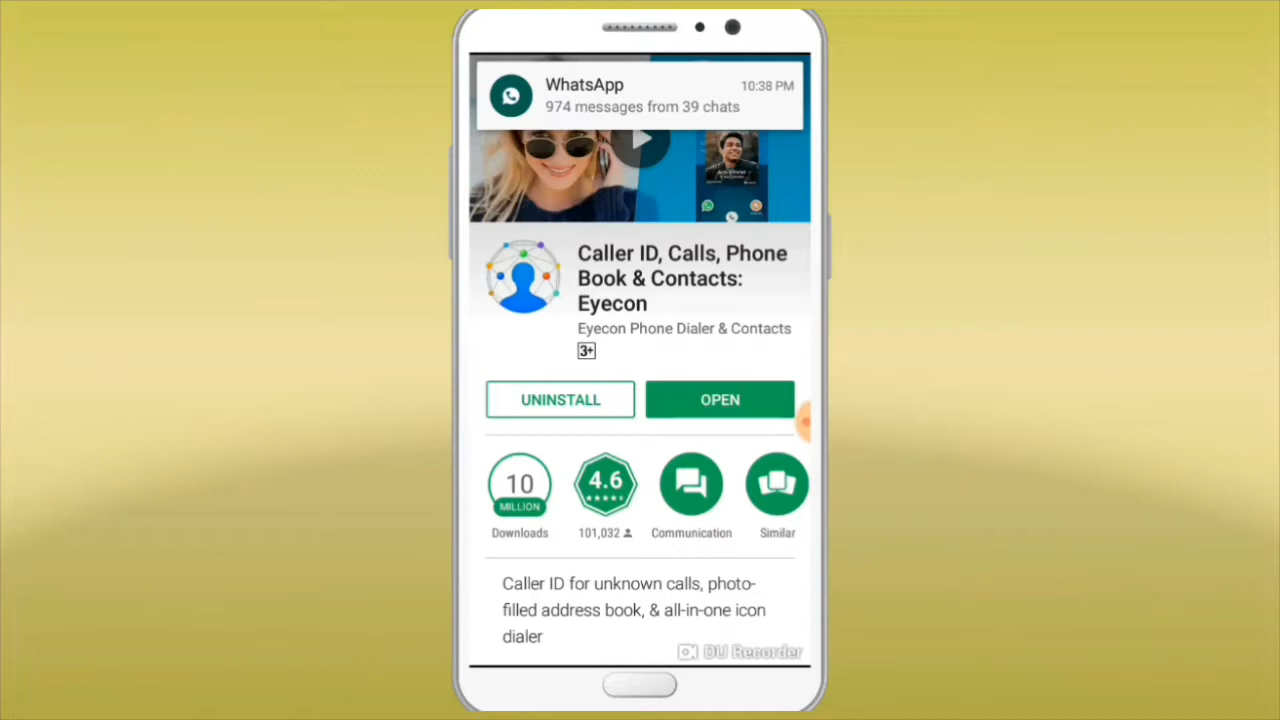 WhatsApp
10:38 PM
974 messages from 39 chats
Caller ID, Calls, Phone
Book & Contacts:
Eyecon
Eyecon Phone Dialer & Contacts
3+
UNINSTALL
OPEN
10
MILLION
Downloads
4.6
101,032
Communication
Similar
Caller ID for unknown calls, photo-
filled address book, & all-in-one icon
dialer
DU Recorder